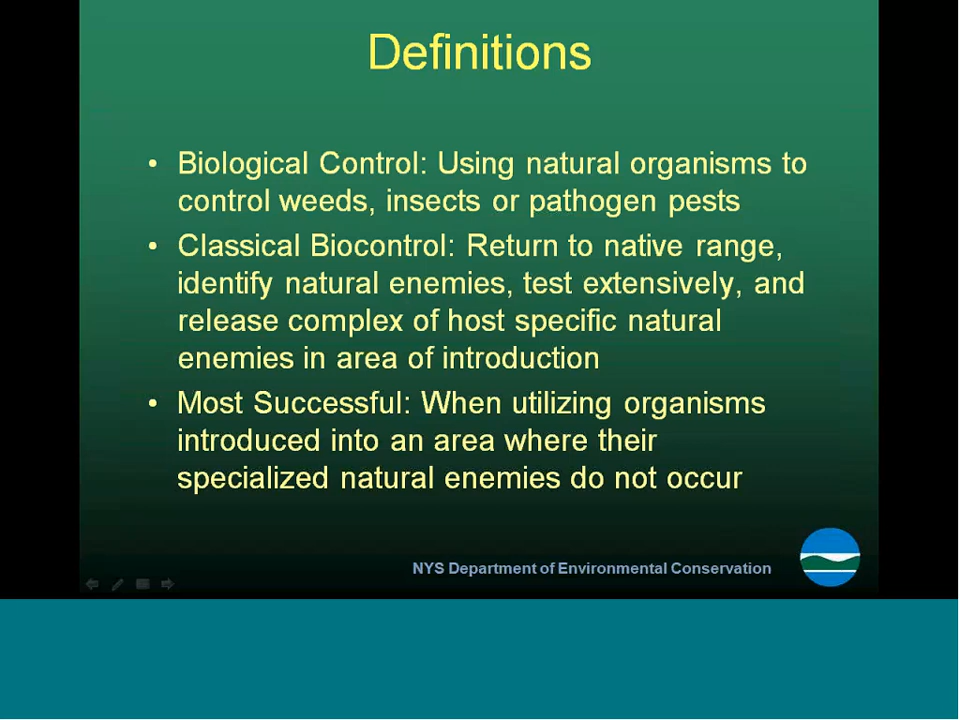 Definitions
• Biological Control: Using natural organisms to
control weeds, insects or pathogen pests
• Classical Biocontrol: Return to native range,
identify natural enemies, test extensively, and
release complex of host specific natural
enemies in area of introduction
• Most Successful: When utilizing organisms
introduced into an area where their
specialized natural enemies do not occur
NYS Department of Environmental Conservation